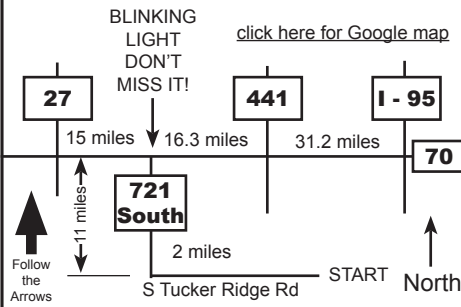 BLINKING
LIGHT
DON'T
MISS IT!
click here for Google map
27
441
I - 95
15 miles
16.3 miles
31.2 miles
70
721
South
11 miles
2 miles
Follow
the
Arrows
START
North
S Tucker Ridge Rd